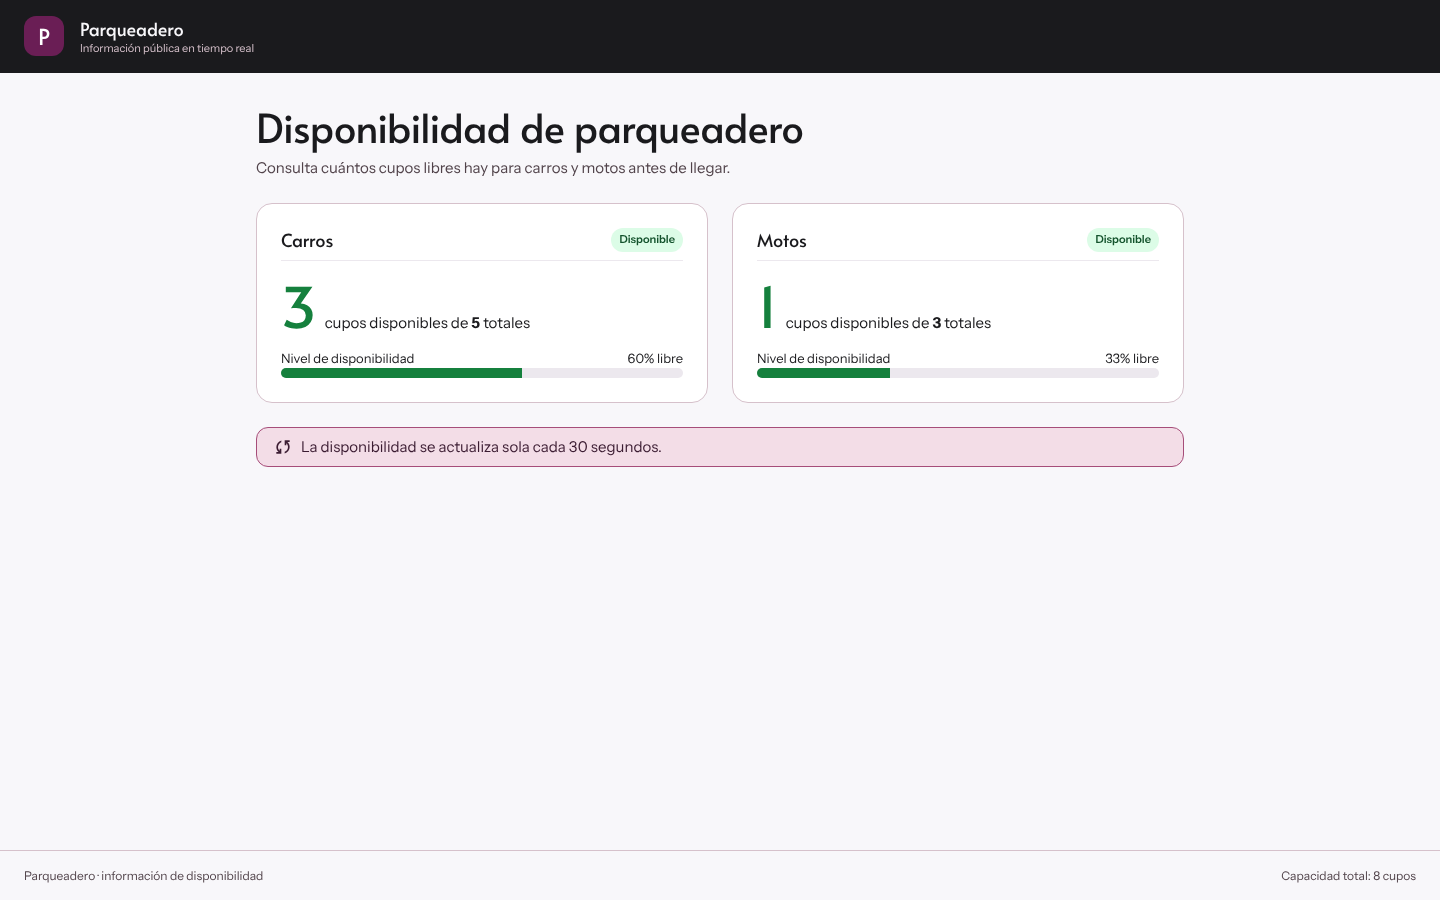 P
Parqueadero
Información pública en tiempo real
Disponibilidad de parqueadero
Consulta cuántos cupos libres hay para carros y motos antes de llegar.
Carros
Disponible
3 cupos disponibles de 5 totales
Nivel de disponibilidad
60% libre
Motos
Disponible
1 cupos disponibles de 3 totales
Nivel de disponibilidad
33% libre
La disponibilidad se actualiza sola cada 30 segundos.
Parqueadero · información de disponibilidad
Capacidad total: 8 cupos